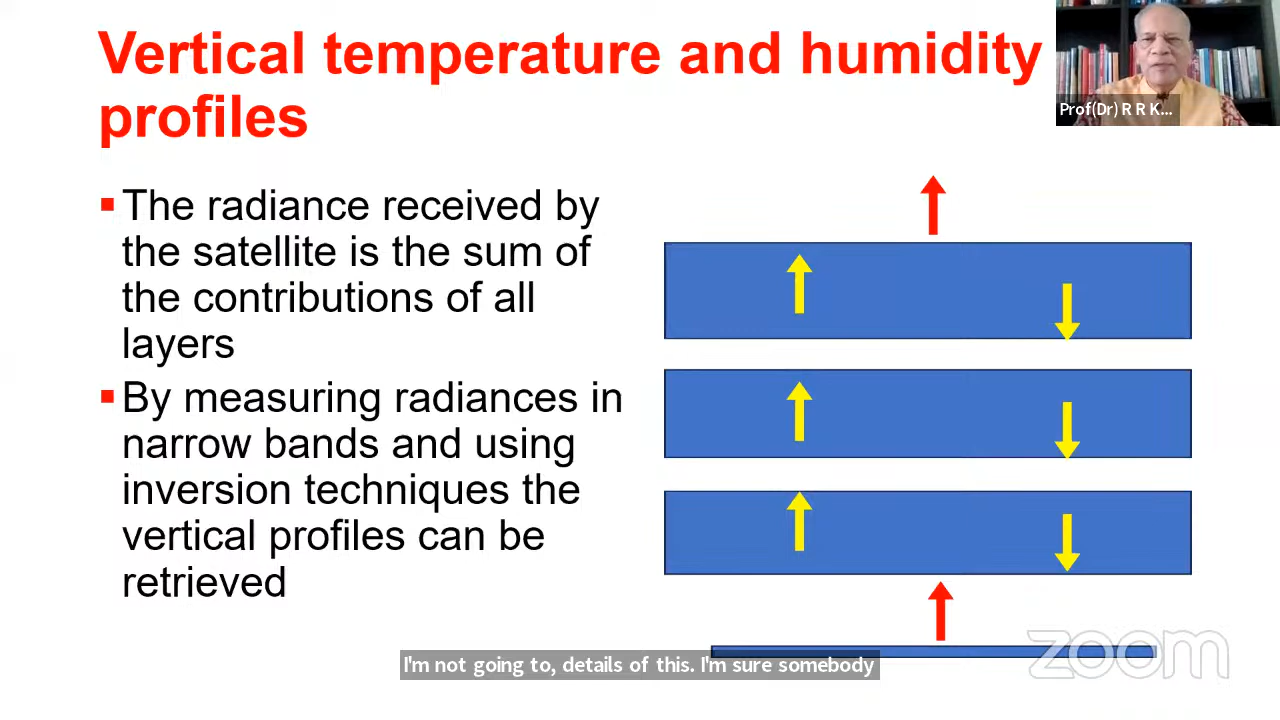 Vertical temperature and humidity
profiles
Prof(Dr) R R K...
▪ The radiance received by
the satellite is the sum of
the contributions of all
layers
▪ By measuring radiances in
narrow bands and using
inversion techniques the
vertical profiles can be
retrieved
zoom
I'm not going to, details of this. I'm sure somebody